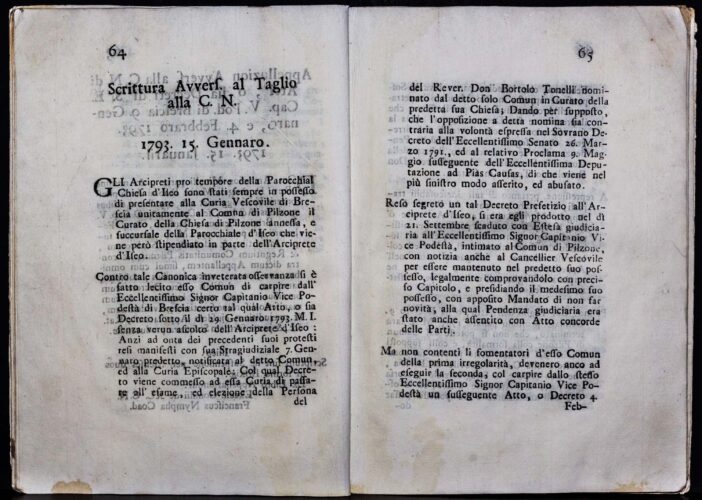 64
Scrittura Avvers. al Taglio
alla C. N.
1793. 15. Gennaro.
GLI Arcipreti pro tempore della Parocchial
Chiesa d'Iseo sono stati sempre in possesso
di presentare alla Curia Vescovile di Bre-
scia unitamente al Comun di Pilzone il
Curato della Chiesa di Pilzone annessa, e
succursale della Parocchiale d'Iseo che vie-
ne però stipendiato in parte dell'Arciprete
d'Iseo.
Contro tale Canonica inveterata osservanza si è
fatto lecito esso Comun di carpire dall'
Eccellentissimo Signor Capitanio Vice Po-
destà di Brescia certo tal qual Atto, o sia
Decreto sotto il dì 29. Gennaro 1793. M. I.
senza verun ascolto dell'Arciprete d'Iseo:
Anzi ad onta dei precedenti suoi protesti
resi manifesti con sua Stragiudiziale 7. Gen-
naro predetto, notificata al detto Comun,
ed alla Curia Episcopale; Col qual Decre-
to viene commesso ad essa Curia di passa-
re all'esame, ed elezione della Persona
del
65
del Rever. Don Bortolo Tonelli nomi-
nato dal detto solo Comun in Curato della
predetta sua Chiesa; Dando per supposto,
che l'opposizione a detta nomina sia con-
traria alla volontà espressa nel Sovrano De-
creto dell'Eccellentissimo Senato 26. Mar-
zo 1791., ed al relativo Proclama 9. Mag-
gio susseguente dell'Eccellentissima Depu-
tazione ad Pias Causas, di che viene nel
più sinistro modo asserito, ed abusato.
Reso segreto un tal Decreto Prefetizio all'Ar-
ciprete d'Iseo, si era egli prodotto nel dì
21. Settembre scaduto con Estesa giudicia-
ria all'Eccellentissimo Signor Capitanio Vi-
ce Podestà, intimato al Comun di Pilzone,
con notizia anche al Cancellier Vescovile
per essere mantenuto nel predetto suo pos-
sesso, legalmente comprovandolo con preci-
so Capitolo, e presidiando il medesimo suo
possesso, con apposito Mandato di non far
novità, alla qual Pendenza giudiciaria era
stato anche assentito con Atto concorde
delle Parti.
Ma non contenti li fomentatori d'esso Comun
della prima irregolarità, devenero anco ad
eseguir la seconda, col carpire dallo stesso
Eccellentissimo Signor Capitanio Vice Po-
destà un susseguente Atto, o Decreto 4.
Feb-